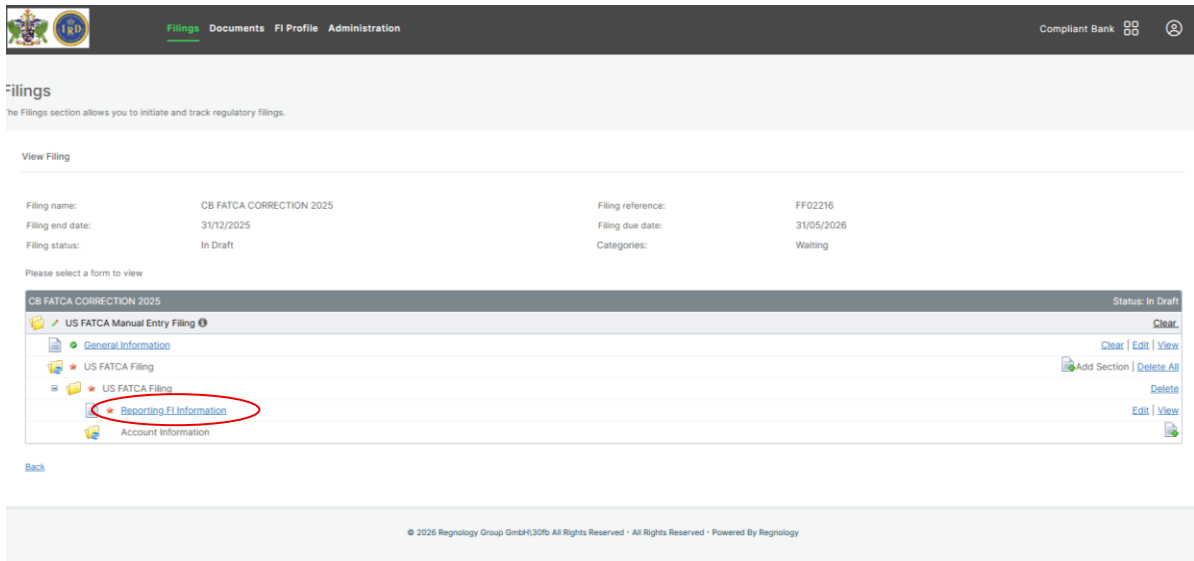 IRD
Filings Documents FI Profile Administration Compliant Bank
Filings
The Filings section allows you to initiate and track regulatory filings.
View Filing
Filing name: CB FATCA CORRECTION 2025 Filing reference: FF02216
Filing end date: 31/12/2025 Filing due date: 31/05/2026
Filing status: In Draft Categories: Waiting
Please select a form to view
CB FATCA CORRECTION 2025 Status: In Draft
US FATCA Manual Entry Filing Clear
General Information Clear | Edit | View
US FATCA Filing Add Section | Delete All
US FATCA Filing Delete
Reporting FI Information Edit | View
Account Information
Back
© 2026 Regnology Group GmbH\30fb All Rights Reserved · All Rights Reserved · Powered By Regnology